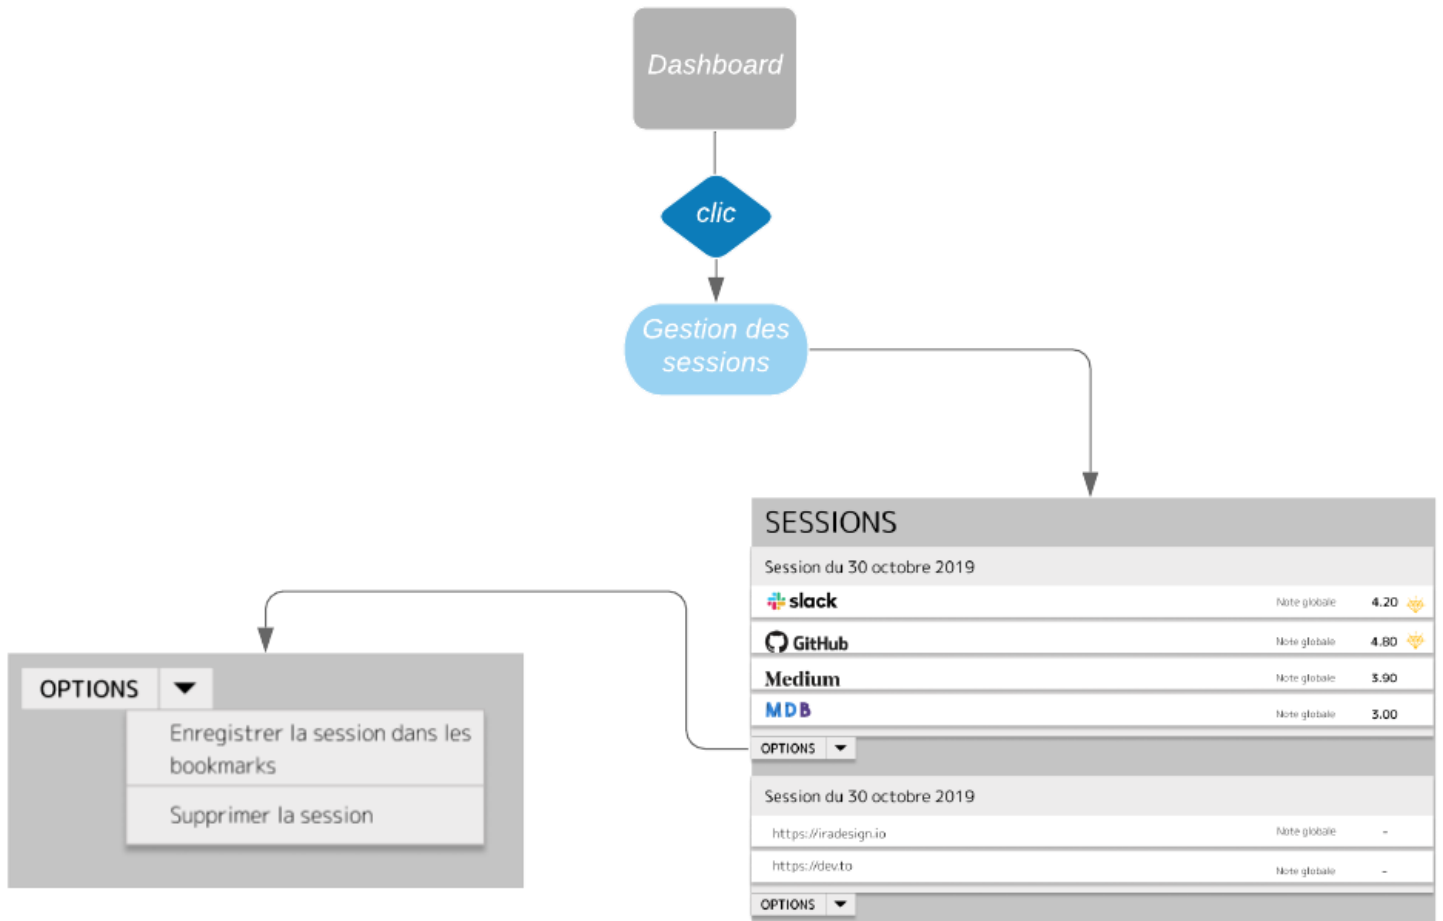 Dashboard
clic
Gestion des
sessions
SESSIONS
Session du 30 octobre 2019
slack Note globale 4.20
GitHub Note globale 4.80
Medium Note globale 3.90
MDB Note globale 3.00
OPTIONS
Session du 30 octobre 2019
https://iradesign.io Note globale -
https://dev.to Note globale -
OPTIONS
OPTIONS
Enregistrer la session dans les
bookmarks
Supprimer la session